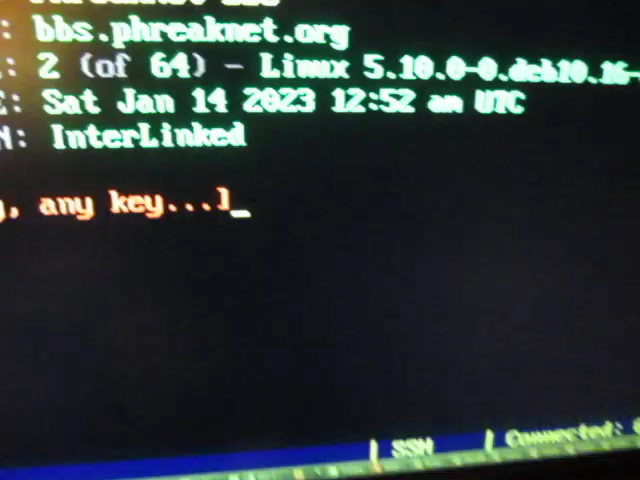 : bbs.phreaknet.org
: 2 (of 64) - Linux 5.10.0-0.deb10.16-
E: Sat Jan 14 2023 12:52 am UTC
N: InterLinked
, any key...]_
| SSH | Connected: